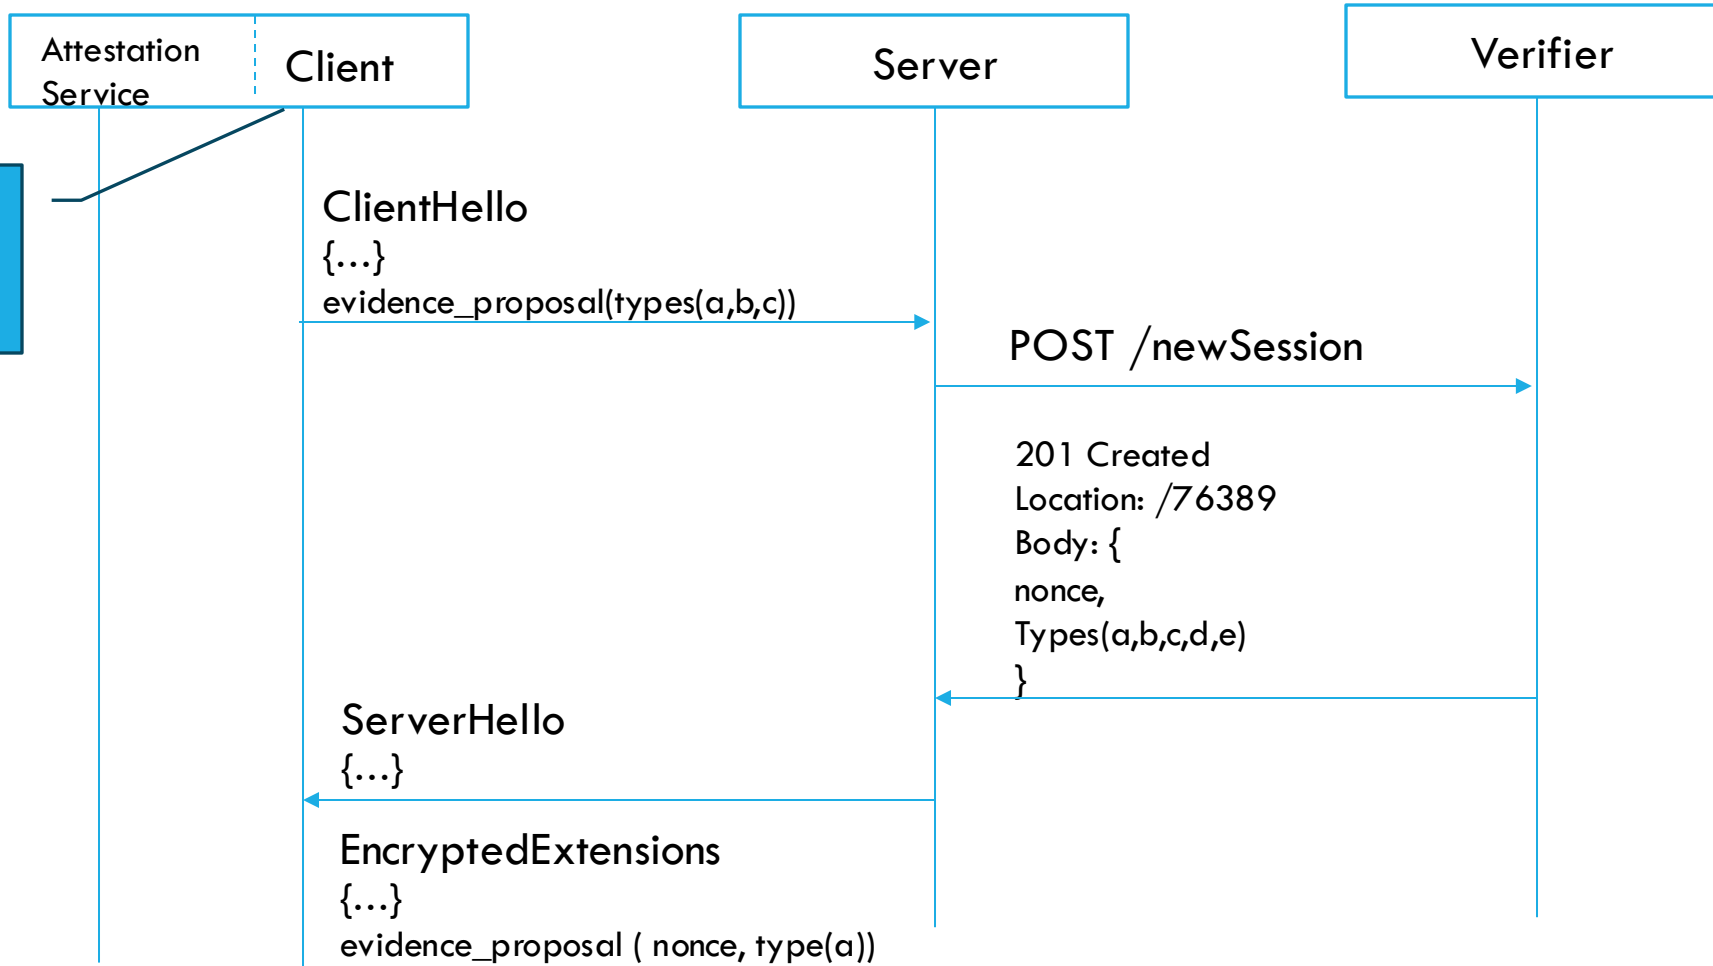 Attestation
Service
Client
Server
Verifier
ClientHello
{...}
evidence_proposal(types(a,b,c))
POST /newSession
201 Created
Location: /76389
Body: {
nonce,
Types(a,b,c,d,e)
}
ServerHello
{...}
EncryptedExtensions
{...}
evidence_proposal ( nonce, type(a))